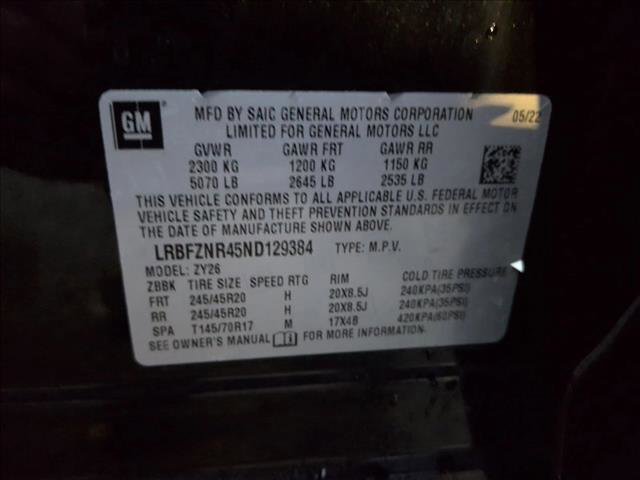 GM
MFD BY SAIC GENERAL MOTORS CORPORATION 05/22
LIMITED FOR GENERAL MOTORS LLC
GVWR GAWR FRT GAWR RR
2300 KG 1200 KG 1150 KG
5070 LB 2645 LB 2535 LB
THIS VEHICLE CONFORMS TO ALL APPLICABLE U.S. FEDERAL MOTOR
VEHICLE SAFETY AND THEFT PREVENTION STANDARDS IN EFFECT ON
THE DATE OF MANUFACTURE SHOWN ABOVE.
LRBFZNR45ND129384 TYPE: M.P.V.
MODEL: ZY26
ZBBK TIRE SIZE SPEED RTG RIM COLD TIRE PRESSURE
FRT 245/45R20 H 20X8.5J 240KPA(35PSI)
RR 245/45R20 H 20X8.5J 240KPA(35PSI)
SPA T145/70R17 M 17X4B 420KPA(60PSI)
SEE OWNER'S MANUAL FOR MORE INFORMATION.